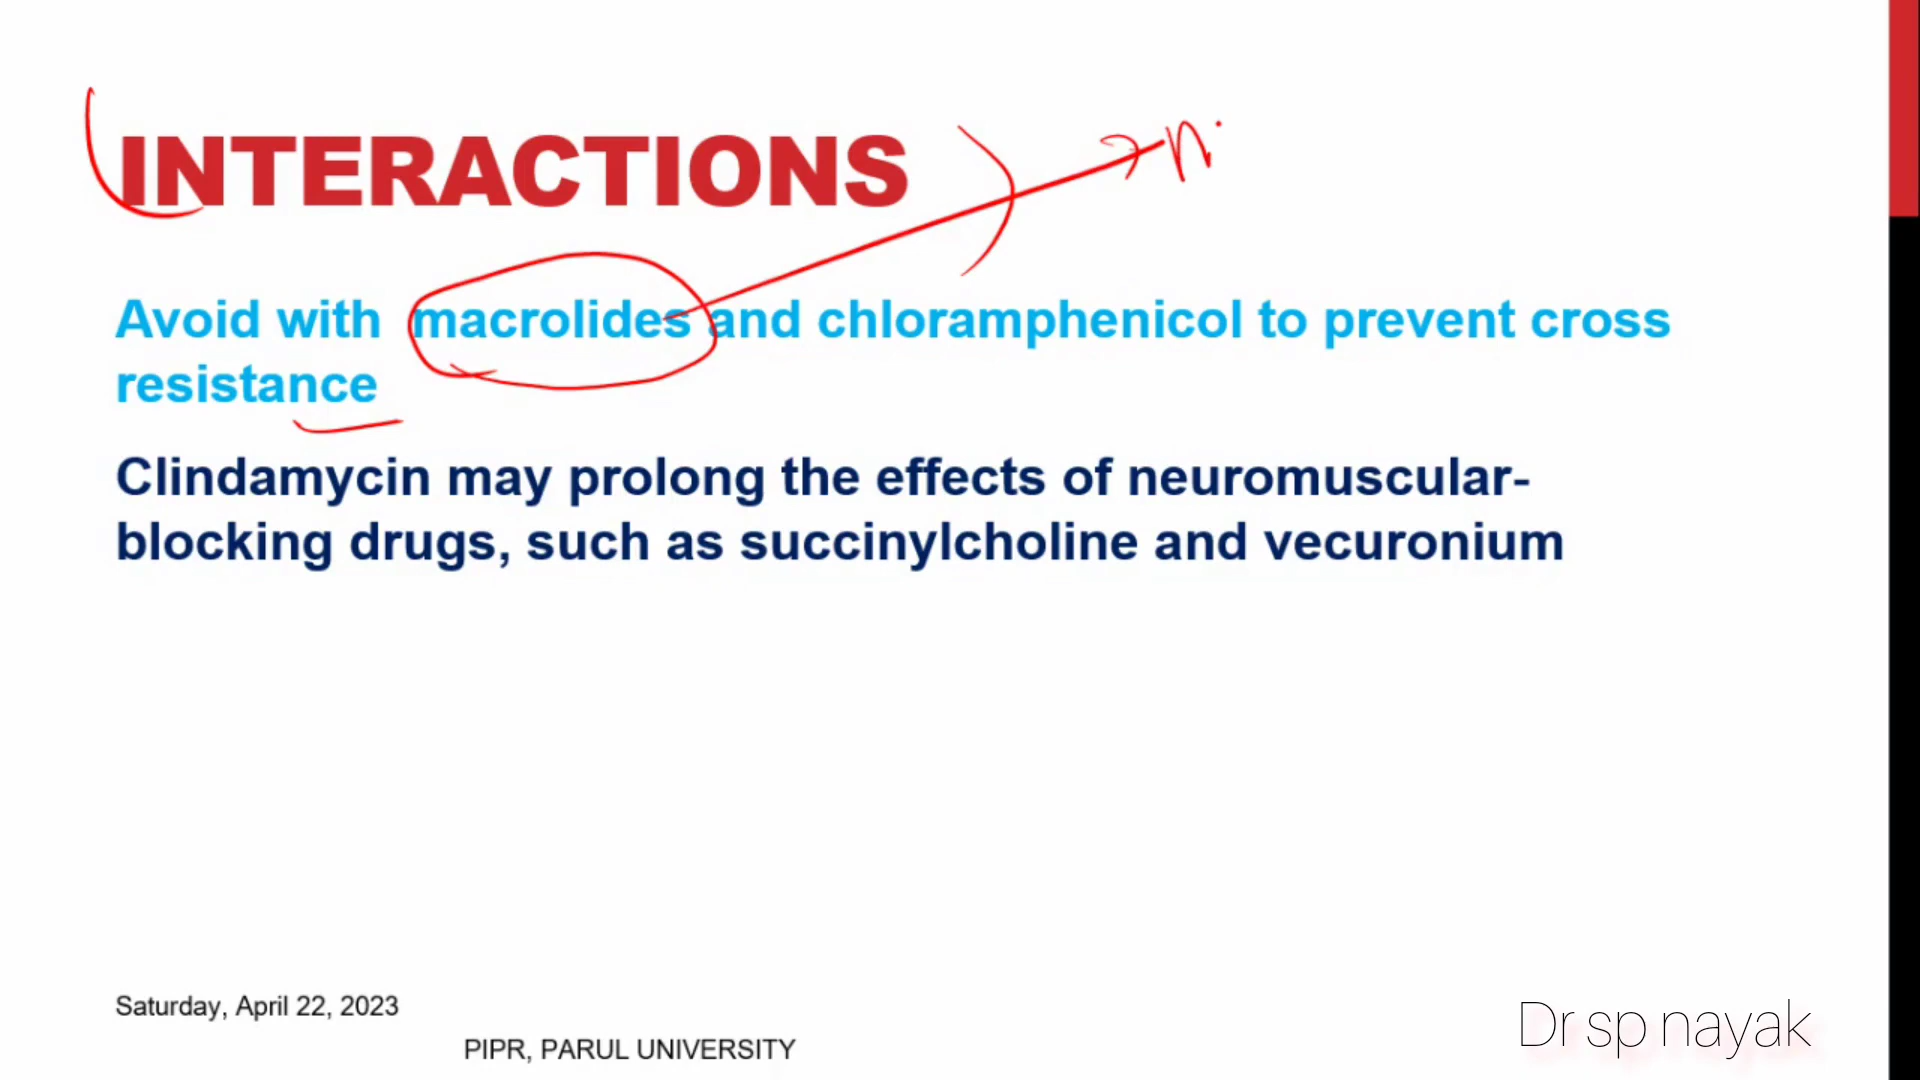 INTERACTIONS
Avoid with macrolides and chloramphenicol to prevent cross
resistance
Clindamycin may prolong the effects of neuromuscular-
blocking drugs, such as succinylcholine and vecuronium
Saturday, April 22, 2023
PIPR, PARUL UNIVERSITY
Dr sp nayak